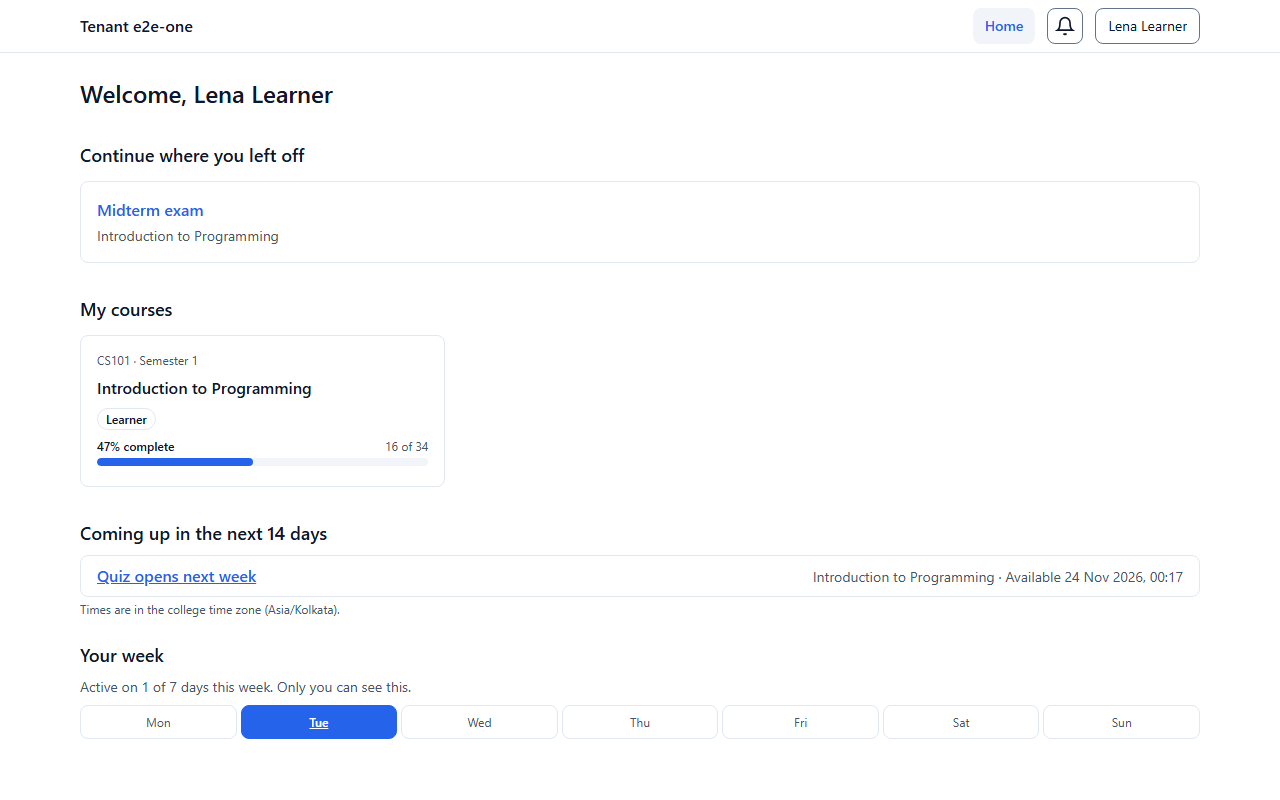 Tenant e2e-one
Home
Lena Learner
Welcome, Lena Learner
Continue where you left off
Midterm exam
Introduction to Programming
My courses
CS101 · Semester 1
Introduction to Programming
Learner
47% complete 16 of 34
Coming up in the next 14 days
Quiz opens next week Introduction to Programming · Available 24 Nov 2026, 00:17
Times are in the college time zone (Asia/Kolkata).
Your week
Active on 1 of 7 days this week. Only you can see this.
Mon Tue Wed Thu Fri Sat Sun